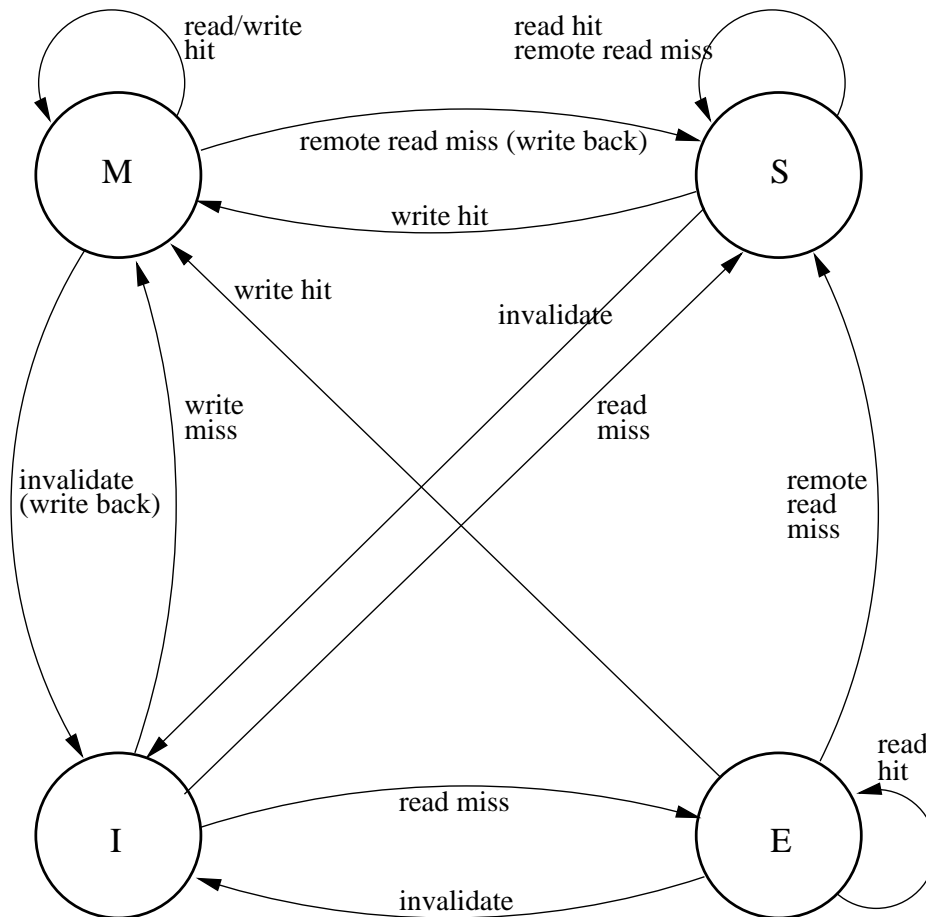 read/write
hit
read hit
remote read miss
M
S
remote read miss (write back)
write hit
write hit
invalidate
write
miss
read
miss
invalidate
(write back)
remote
read
miss
read
hit
read miss
I
E
invalidate